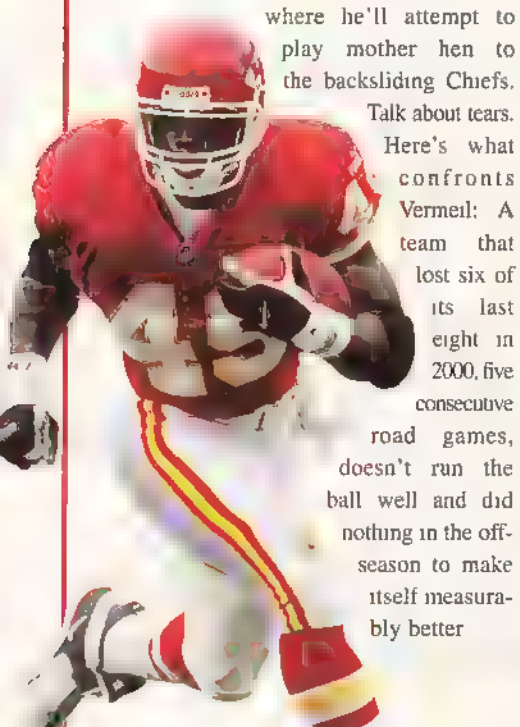 where he'll attempt to
play mother hen to
the backsliding Chiefs.
Talk about tears.
Here's what
confronts
Vermeil: A
team that
lost six of
its last
eight in
2000, five
consecutive
road games,
doesn't run the
ball well and did
nothing in the off-
season to make
itself measura-
bly better